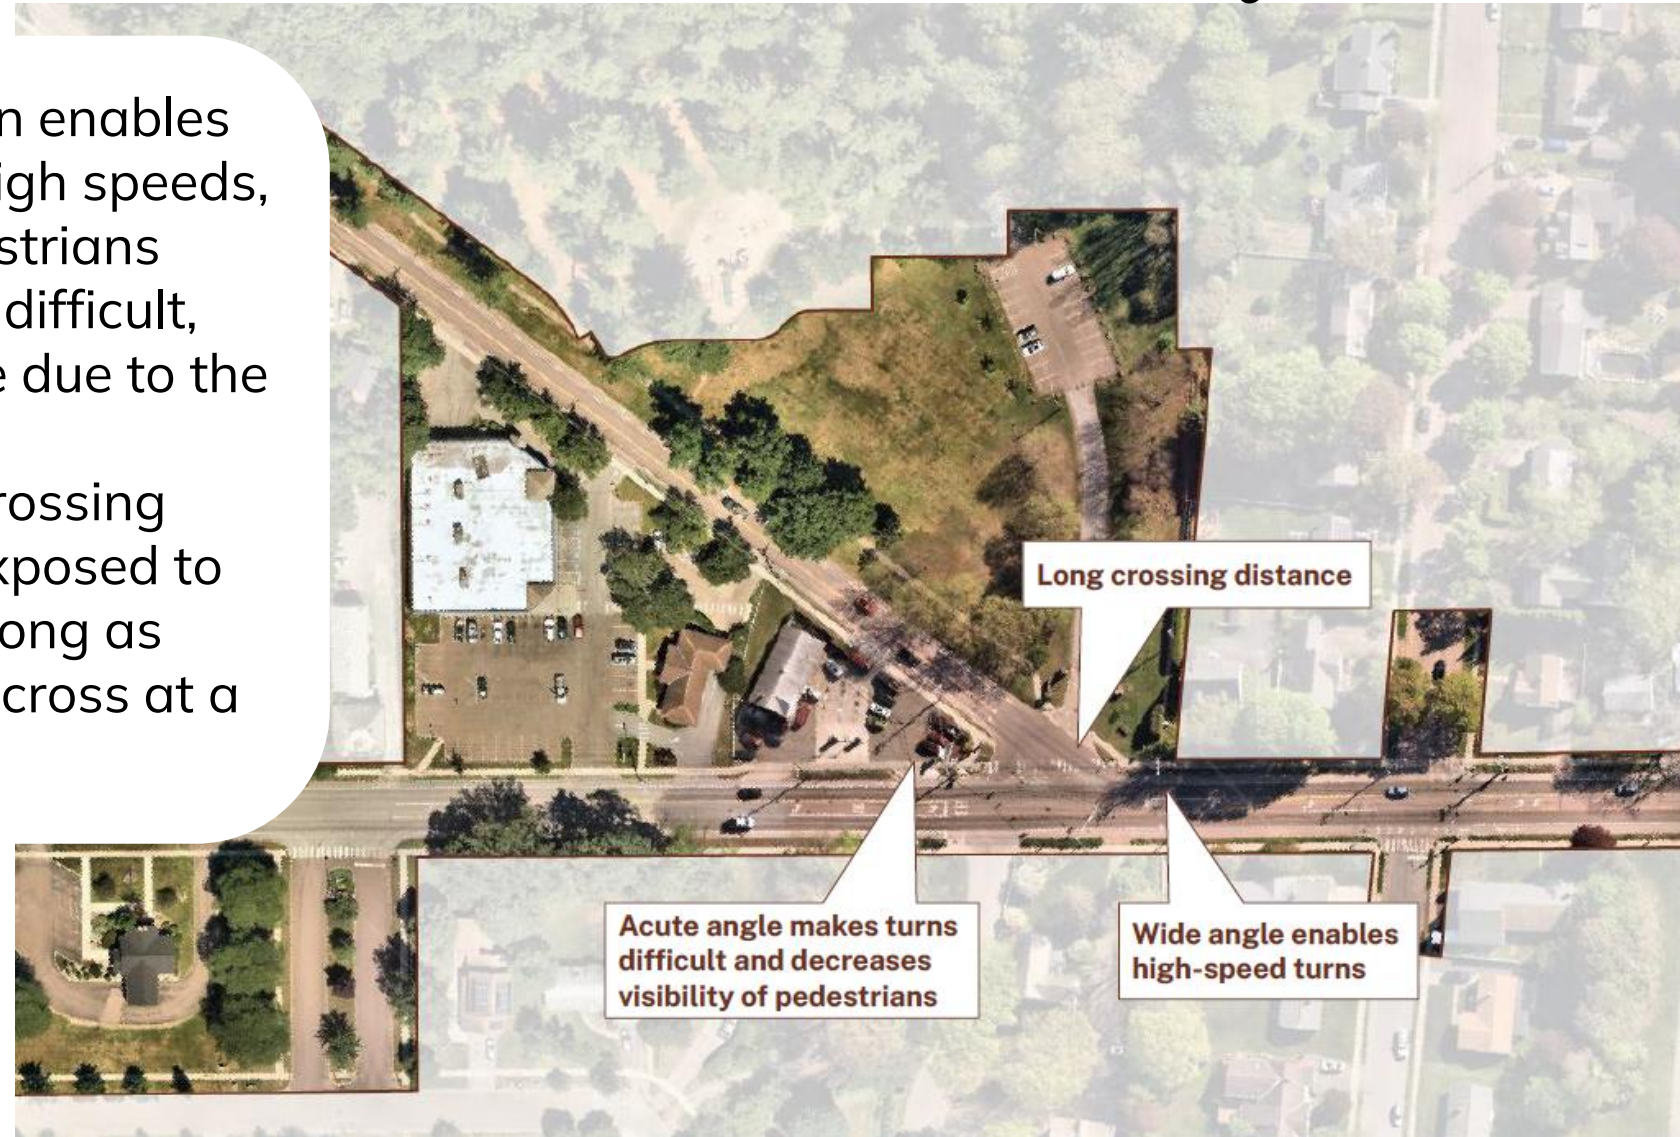 n enables
igh speeds,
strians
difficult,
e due to the
rossing
xposed to
ong as
cross at a
Long crossing distance
Acute angle makes turns
difficult and decreases
visibility of pedestrians
Wide angle enables
high-speed turns